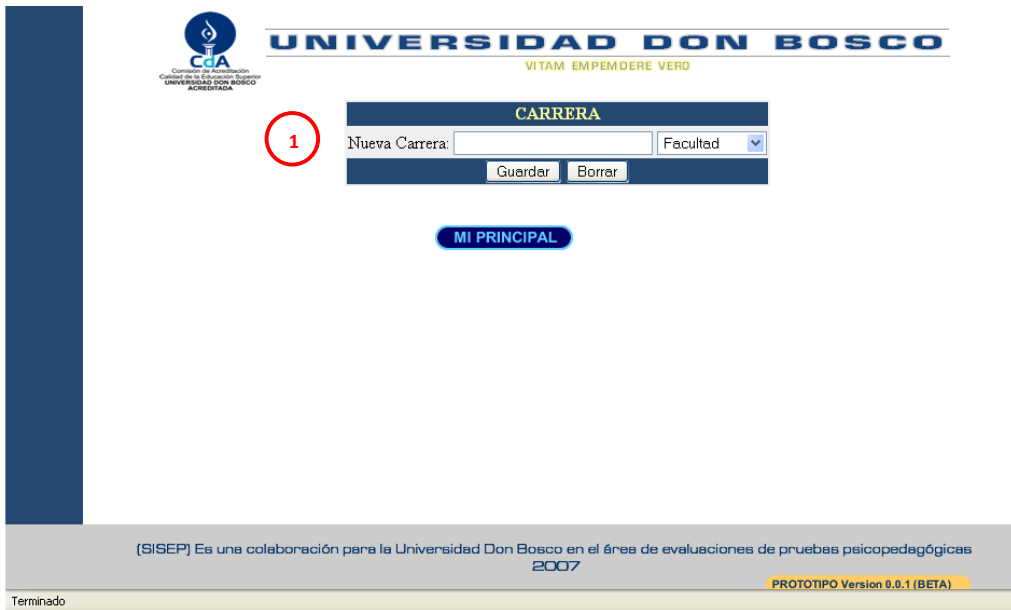 CdA
Comisión de Acreditación
Calidad de la Educación Superior
UNIVERSIDAD DON BOSCO
ACREDITADA
UNIVERSIDAD DON BOSCO
VITAM EMPEMDERE VERO
CARRERA
1
Nueva Carrera: Facultad
Guardar Borrar
MI PRINCIPAL
(SISEP) Es una colaboración para la Universidad Don Bosco en el área de evaluaciones de pruebas psicopedagógicas
2007
PROTOTIPO Version 0.0.1 (BETA)
Terminado